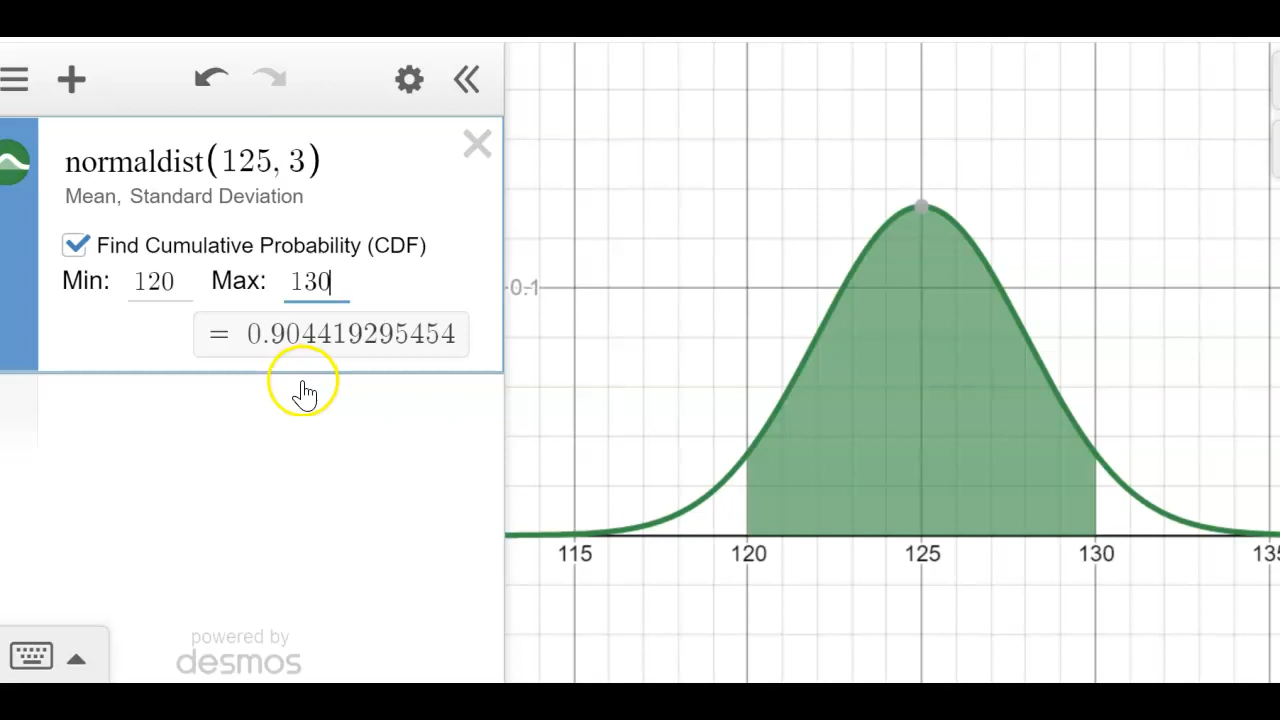 normaldist(125, 3)
Mean, Standard Deviation
Find Cumulative Probability (CDF)
Min: 120 Max: 130
= 0.904419295454
powered by
desmos
0.1
115 120 125 130 135